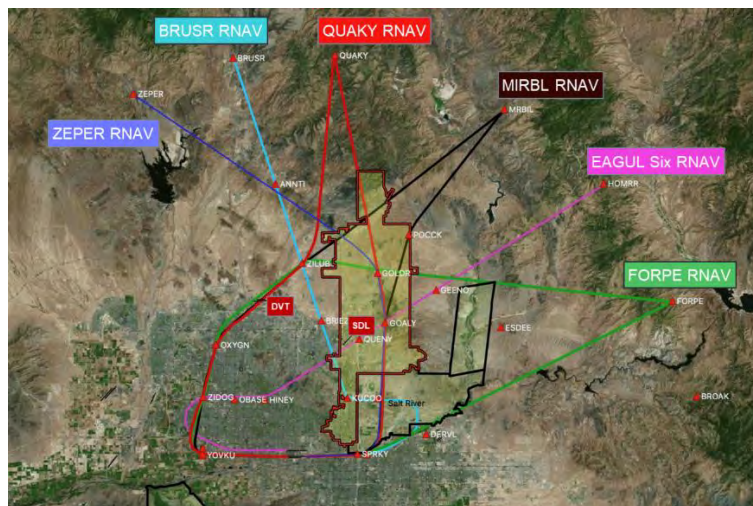 BRUSR RNAV
QUAKY RNAV
QUAKY
BRUSR
ZEPER
MIRBL RNAV
MRBIL
ZEPER RNAV
EAGUL Six RNAV
ANNTI
HOMRR
POCCK
ZILUB
GOLDR
FORPE RNAV
GEENO
FORPE
DVT
BRIEZ
SDL
GOALY
ESDEE
QUENY
OXYGN
ZIDOG
OBASE
HINEY
KUCOO
Salt River
BROAK
DERVL
YOVKU
SPRKY